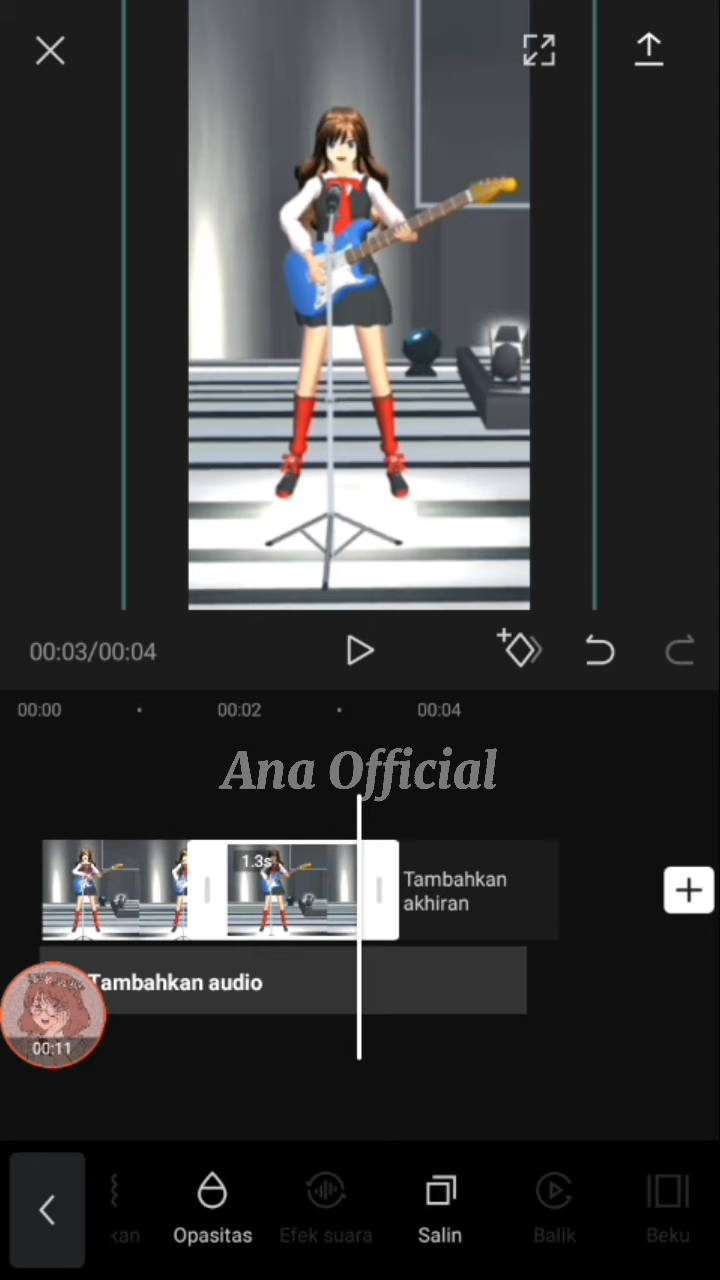 00:03/00:04
00:00
00:02
00:04
Ana Official
1.3s
Tambahkan
akhiran
Tambahkan audio
00:11
kan
Opasitas
Efek suara
Salin
Balik
Beku